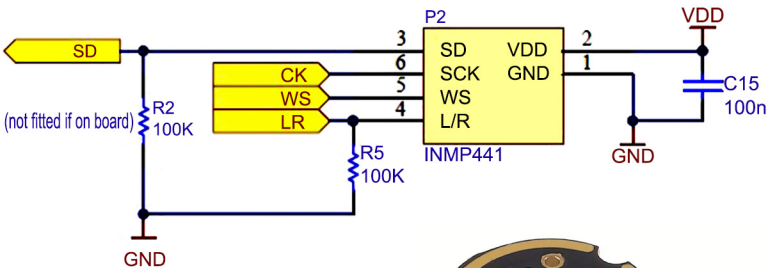 P2
VDD
SD
3
SD
VDD
2
CK
6
SCK
GND
1
WS
5
WS
C15
100n
LR
4
L/R
(not fitted if on board)
R2
100K
INMP441
GND
R5
100K
GND